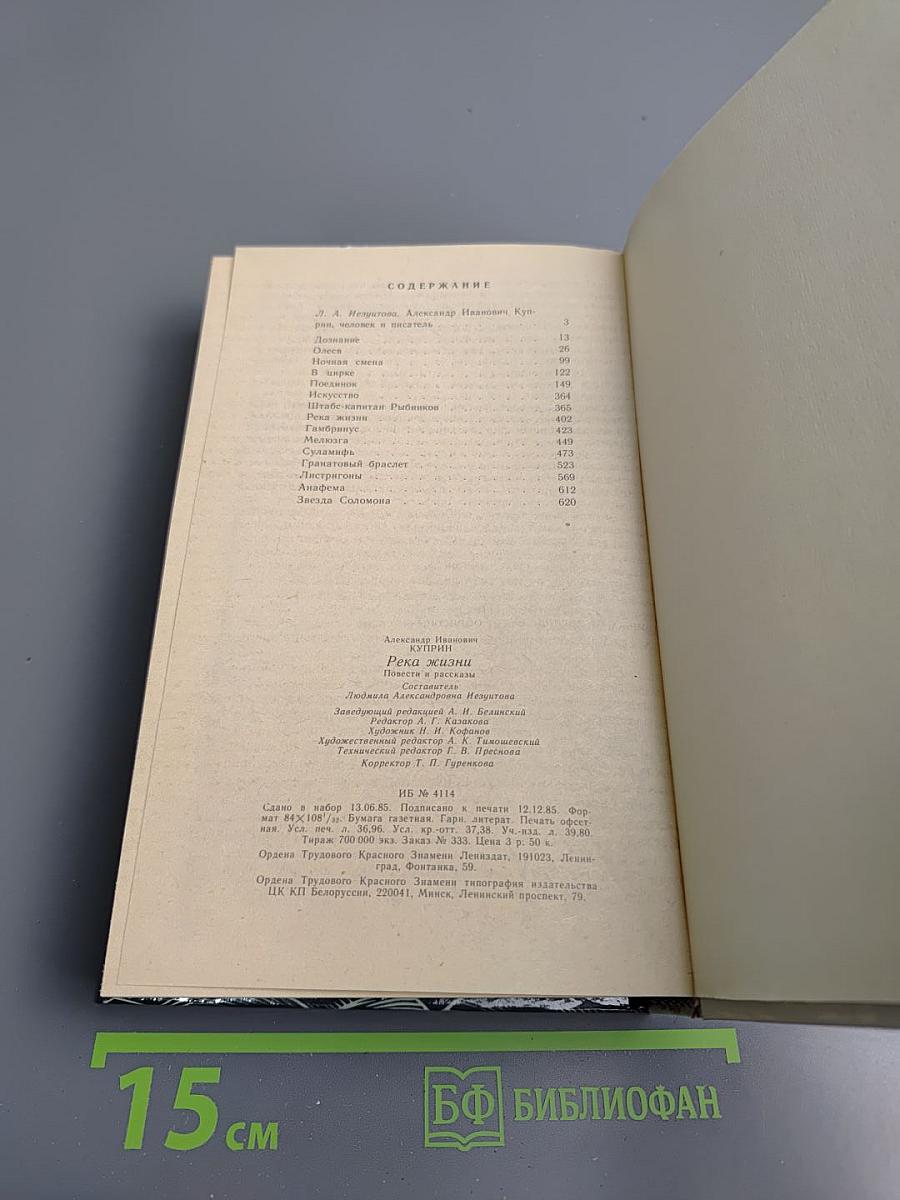 СОДЕРЖАНИЕ
Л. А. Иезуитова. Александр Иванович Куп-
рин, человек и писатель . . . . . . . . . . 3
Дознание . . . . . . . . . . 13
Олеся . . . . . . . . . . 26
Ночная смена . . . . . . . . . . 99
В цирке . . . . . . . . . . 122
Поединок . . . . . . . . . . 149
Искусство . . . . . . . . . . 364
Штабс-капитан Рыбников . . . . . . . . . . 365
Река жизни . . . . . . . . . . 402
Гамбринус . . . . . . . . . . 423
Мелюзга . . . . . . . . . . 449
Суламифь . . . . . . . . . . 473
Гранатовый браслет . . . . . . . . . . 523
Листригоны . . . . . . . . . . 569
Анафема . . . . . . . . . . 612
Звезда Соломона . . . . . . . . . . 620
Александр Иванович
КУПРИН
Река жизни
Повести и рассказы
Составитель
Людмила Александровна Иезуитова
Заведующий редакцией А. И. Белинский
Редактор А. Г. Казакова
Художник Н. И. Кофанов
Художественный редактор А. К. Тимошевский
Технический редактор Г. В. Преснова
Корректор Т. П. Гуренкова
ИБ № 4114
Сдано в набор 13.06.85. Подписано к печати 12.12.85. Фор-
мат 84×108¹/₃₂. Бумага газетная. Гарн. литерат. Печать офсет-
ная. Усл. печ. л. 36,96. Усл. кр.-отт. 37,38. Уч.-изд. л. 39,80.
Тираж 700 000 экз. Заказ № 333. Цена 3 р. 50 к.
Ордена Трудового Красного Знамени Лениздат, 191023, Ленин-
град, Фонтанка, 59.
Ордена Трудового Красного Знамени типография издательства
ЦК КП Белоруссии, 220041, Минск, Ленинский проспект, 79.
15 см
БФ БИБЛИОФАН